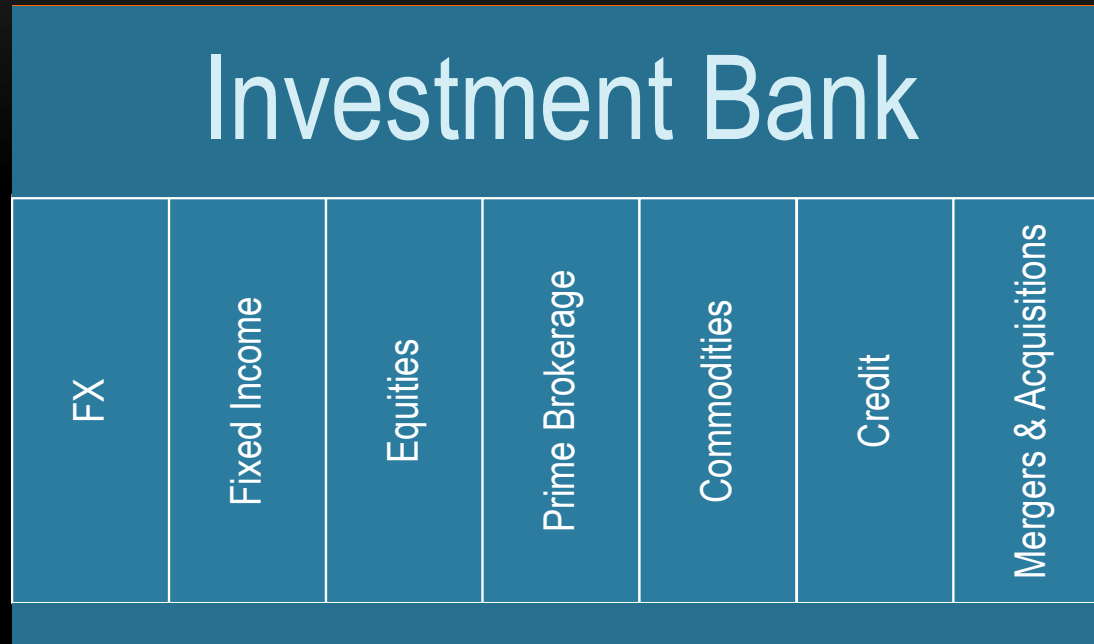 Investment Bank
FX
Fixed Income
Equities
Prime Brokerage
Commodities
Credit
Mergers & Acquisitions